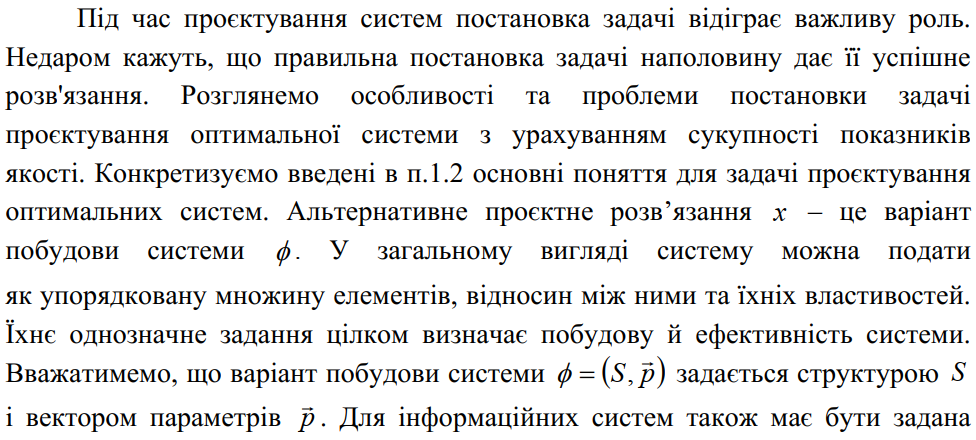 Під час проєктування систем постановка задачі відіграє важливу роль.
Недаром кажуть, що правильна постановка задачі наполовину дає її успішне
розв'язання. Розглянемо особливості та проблеми постановки задачі
проєктування оптимальної системи з урахуванням сукупності показників
якості. Конкретизуємо введені в п.1.2 основні поняття для задачі проєктування
оптимальних систем. Альтернативне проєктне розв’язання x – це варіант
побудови системи ϕ. У загальному вигляді систему можна подати
як упорядковану множину елементів, відносин між ними та їхніх властивостей.
Їхнє однозначне задання цілком визначає побудову й ефективність системи.
Вважатимемо, що варіант побудови системи ϕ = (S, p⃗) задається структурою S
і вектором параметрів p⃗. Для інформаційних систем також має бути задана